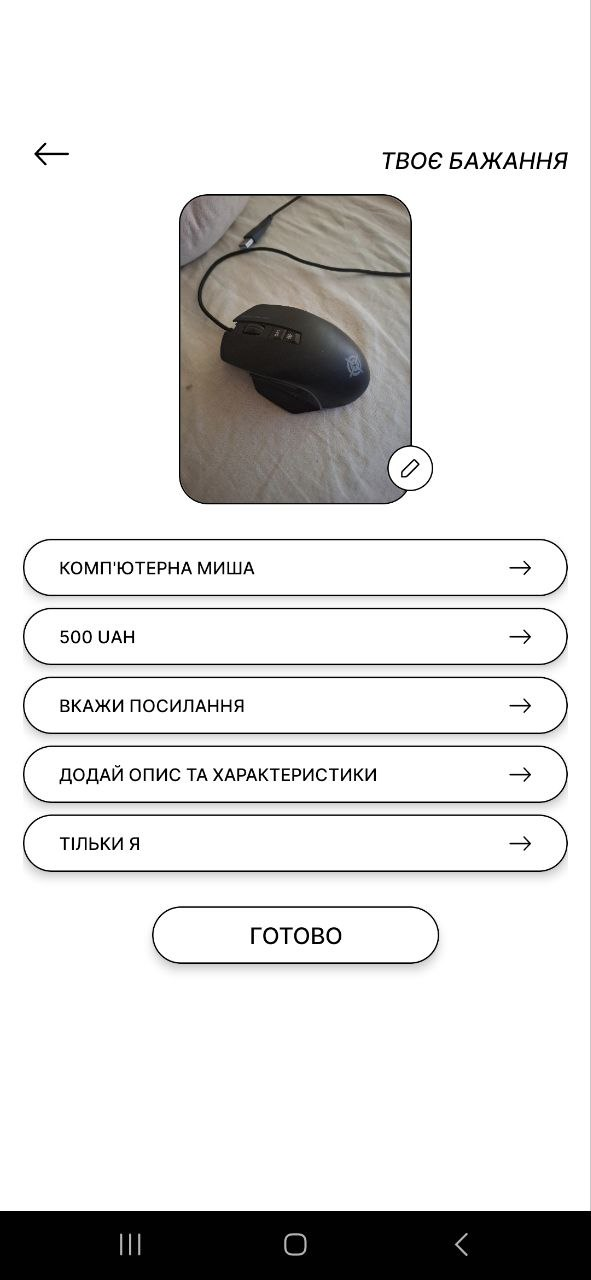 ТВОЄ БАЖАННЯ
КОМП'ЮТЕРНА МИША
500 UAH
ВКАЖИ ПОСИЛАННЯ
ДОДАЙ ОПИС ТА ХАРАКТЕРИСТИКИ
ТІЛЬКИ Я
ГОТОВО